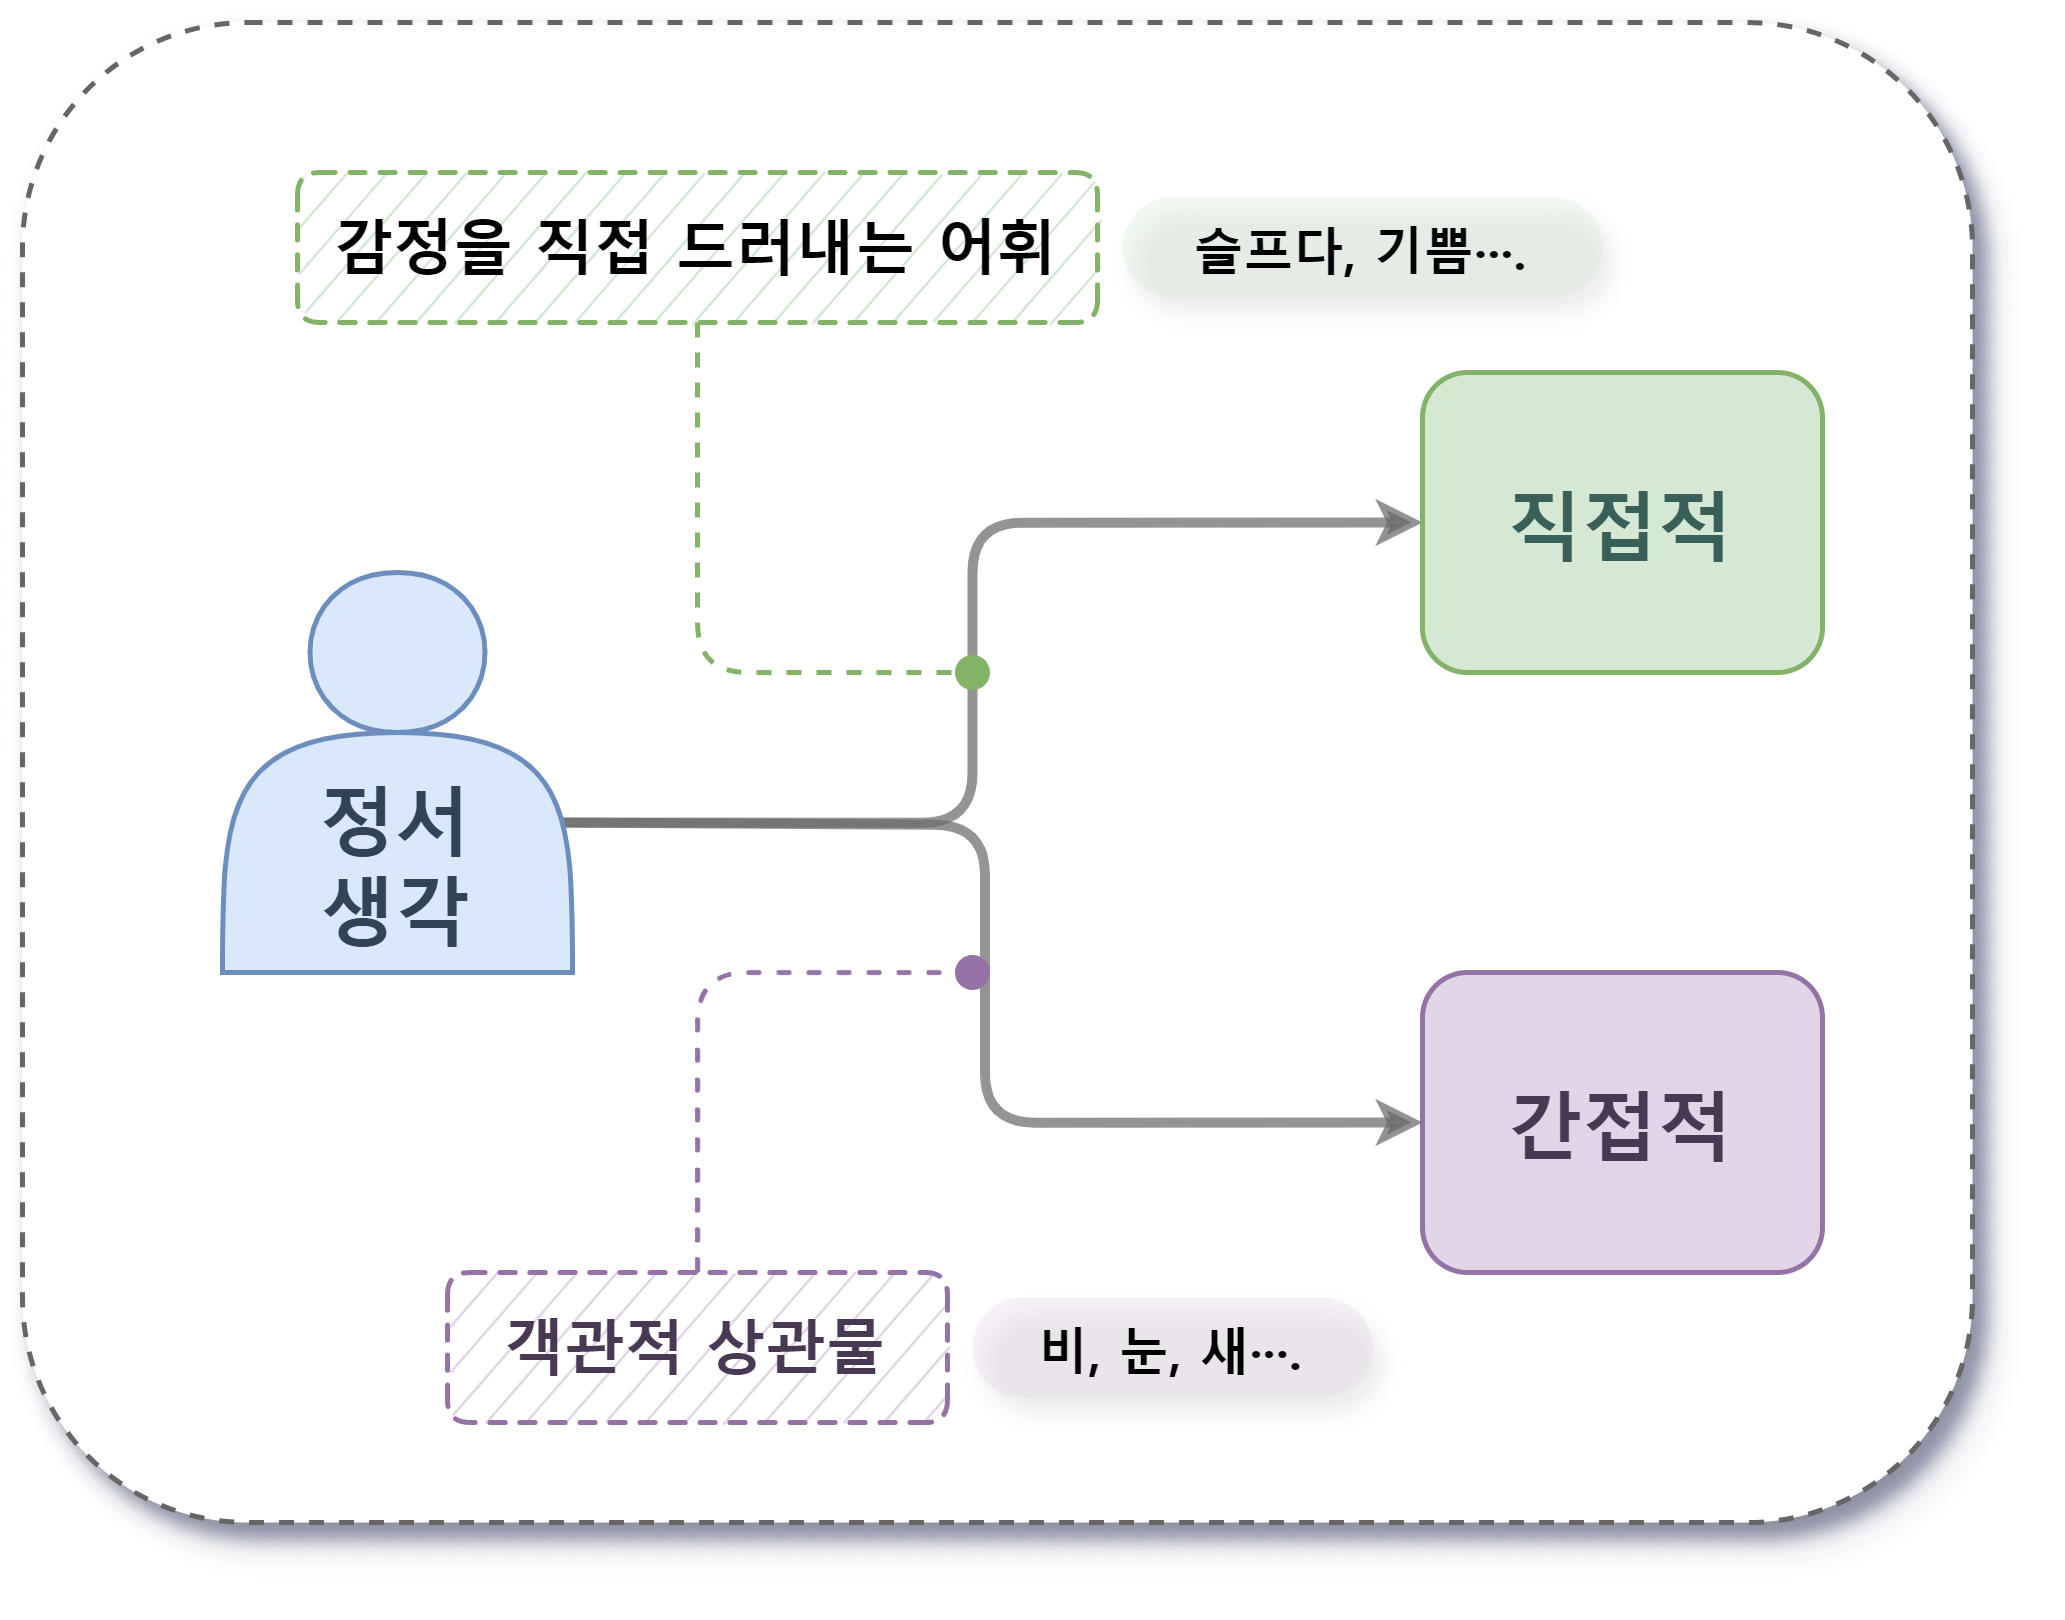 감정을 직접 드러내는 어휘
슬프다, 기쁨···.
직접적
정서
생각
간접적
객관적 상관물
비, 눈, 새···.